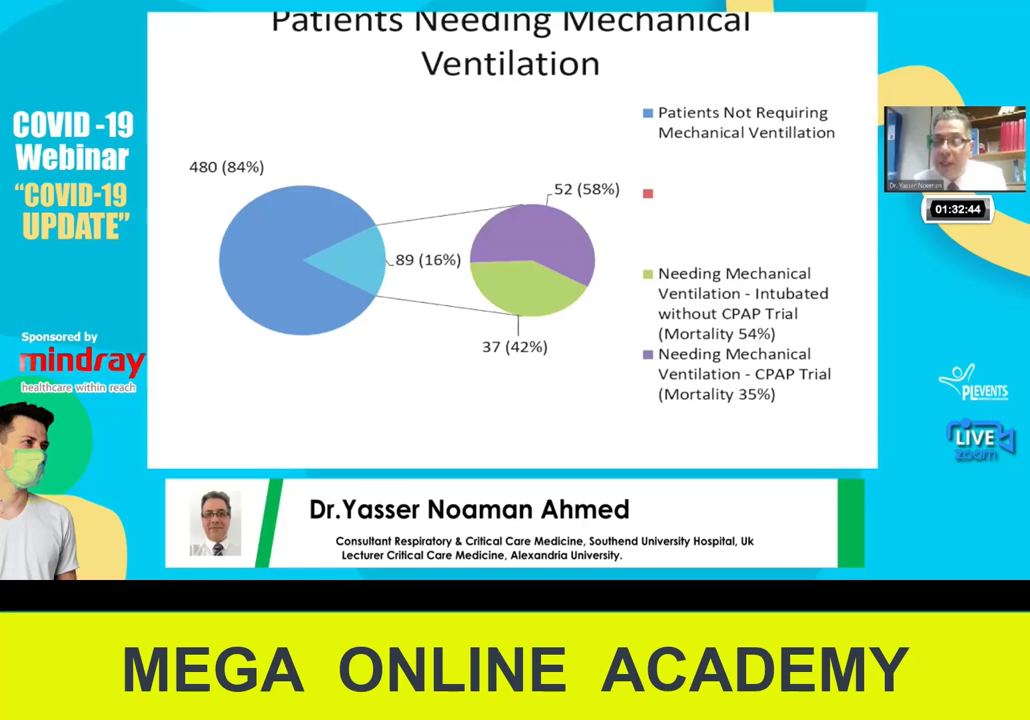 Patients Needing Mechanical
Ventilation
COVID -19
Webinar
"COVID-19
UPDATE"
Sponsored by
mindray
healthcare within reach
480 (84%)
89 (16%)
52 (58%)
37 (42%)
Patients Not Requiring
Mechanical Ventillation
Needing Mechanical
Ventilation - Intubated
without CPAP Trial
(Mortality 54%)
Needing Mechanical
Ventilation - CPAP Trial
(Mortality 35%)
Dr. Yasser Noaman
01:32:44
PLEVENTS
LIVE
zoom
Dr.Yasser Noaman Ahmed
Consultant Respiratory & Critical Care Medicine, Southend University Hospital, Uk
Lecturer Critical Care Medicine, Alexandria University.
MEGA ONLINE ACADEMY